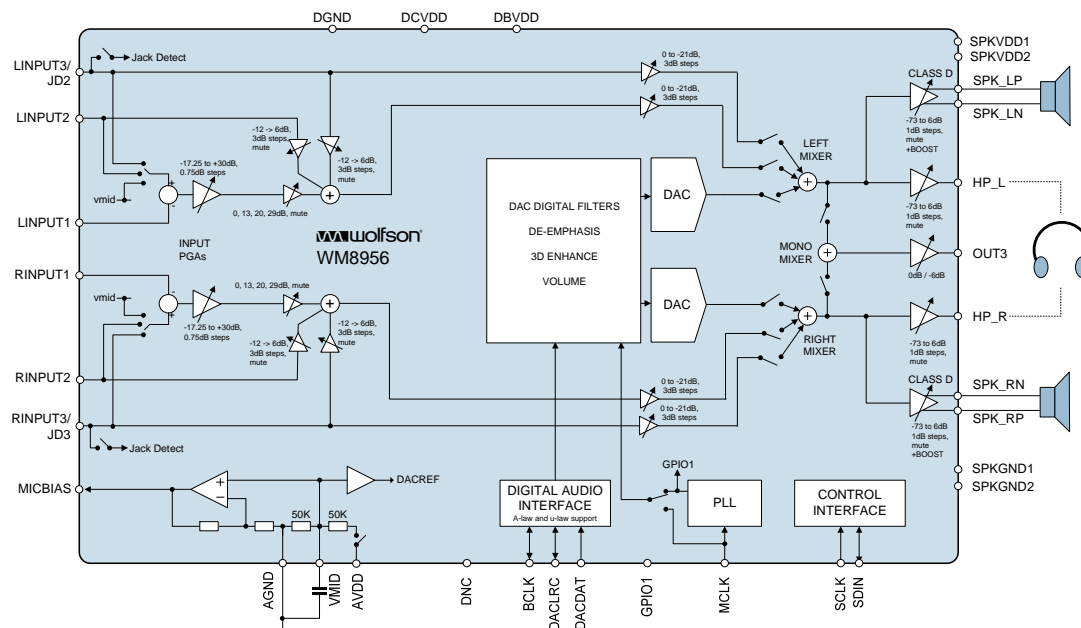 DGND
DCVDD
DBVDD
LINPUT3/
JD2
Jack Detect
LINPUT2
-12 -> 6dB,
3dB steps,
mute
-12 -> 6dB,
3dB steps,
mute
-17.25 to +30dB,
0.75dB steps
vmid
+
-
+
0, 13, 20, 29dB, mute
LINPUT1
INPUT
PGAs
wolfson
WM8956
RINPUT1
vmid
-
+
0, 13, 20, 29dB, mute
+
-17.25 to +30dB,
0.75dB steps
-12 -> 6dB,
3dB steps,
mute
-12 -> 6dB,
3dB steps,
mute
RINPUT2
RINPUT3/
JD3
Jack Detect
MICBIAS
+
-
DACREF
50K
50K
0 to -21dB,
3dB steps
0 to -21dB,
3dB steps
DAC DIGITAL FILTERS
DE-EMPHASIS
3D ENHANCE
VOLUME
DAC
DAC
LEFT
MIXER
+
MONO
MIXER
+
+
RIGHT
MIXER
0 to -21dB,
3dB steps
0 to -21dB,
3dB steps
SPKVDD1
SPKVDD2
CLASS D
SPK_LP
SPK_LN
-73 to 6dB
1dB steps,
mute
+BOOST
HP_L
-73 to 6dB
1dB steps,
mute
OUT3
0dB / -6dB
HP_R
-73 to 6dB
1dB steps,
mute
CLASS D
SPK_RN
SPK_RP
-73 to 6dB
1dB steps,
mute
+BOOST
SPKGND1
SPKGND2
DIGITAL AUDIO
INTERFACE
A-law and u-law support
GPIO1
PLL
CONTROL
INTERFACE
AGND
VMID
AVDD
DNC
BCLK
DACLRC
DACDAT
GPIO1
MCLK
SCLK
SDIN